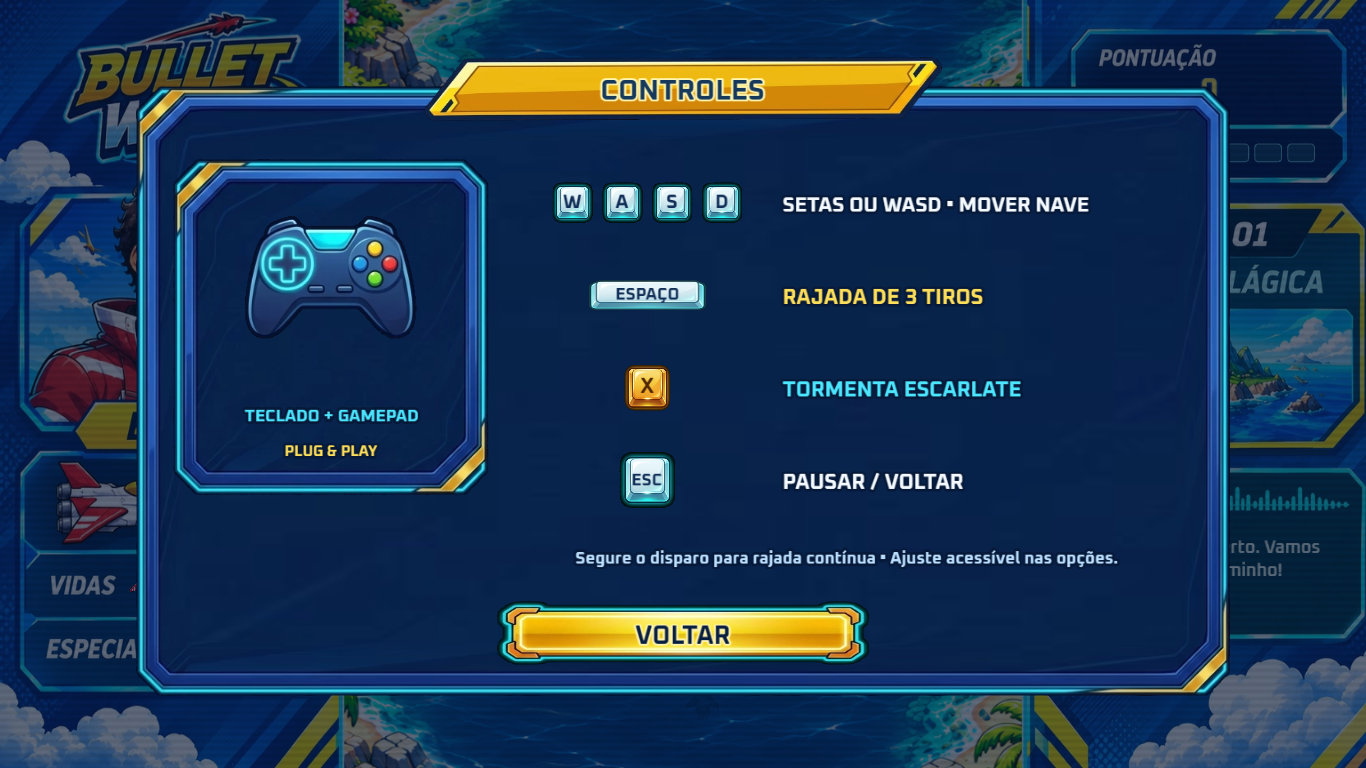 BULLET
PONTUAÇÃO
CONTROLES
W A S D
SETAS OU WASD • MOVER NAVE
ESPAÇO
RAJADA DE 3 TIROS
X
TORMENTA ESCARLATE
ESC
PAUSAR / VOLTAR
TECLADO + GAMEPAD
PLUG & PLAY
Segure o disparo para rajada contínua • Ajuste acessível nas opções.
VOLTAR
01
LÁGICA
rto. Vamos
minho!
VIDAS
ESPECIA